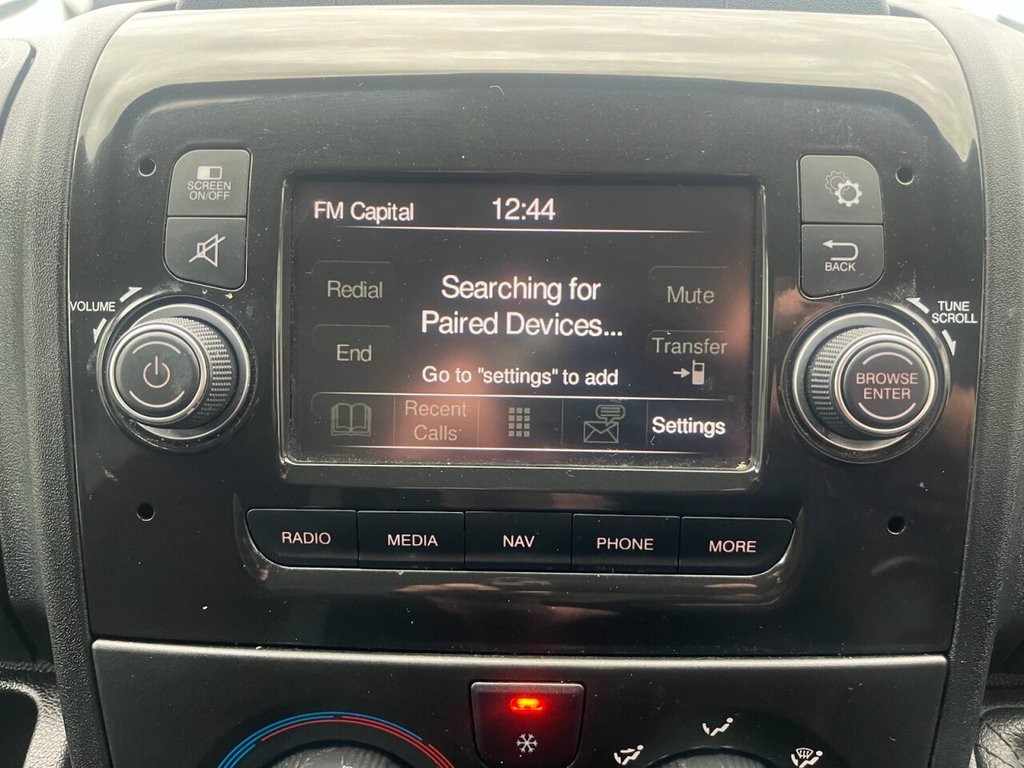 SCREEN
ON/OFF
VOLUME
FM Capital
12:44
Redial
End
Searching for
Paired Devices...
Go to "settings" to add
Mute
Transfer
Recent
Calls
Settings
BACK
TUNE
SCROLL
BROWSE
ENTER
RADIO
MEDIA
NAV
PHONE
MORE